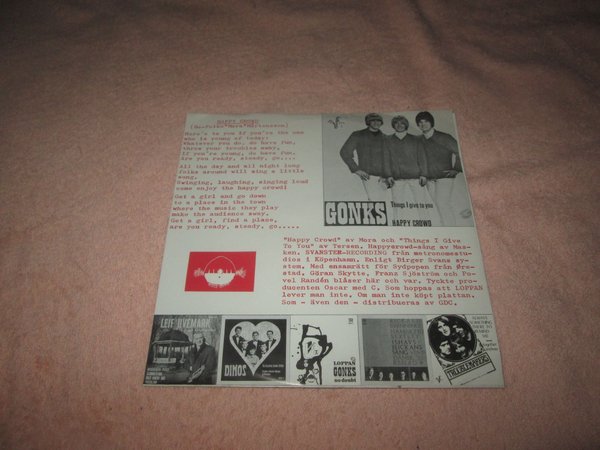 HAPPY CROWD
Here's to you if you're the one
who is young of today:
Whatever you do, do have fun,
throw your troubles away,
If you're young, do have fun,
Are you ready, steady, go....
All the day and all night long
folks around will sing a little
song,
Swinging, laughing, singing loud
come enjoy the happy crowd!
Get a girl and go down
to a place in the town
where the music they play
make the audience sway.
Get a girl, find a place,
are you ready, steady, go.....
Things I give to you
GONKS
HAPPY CROWD
"Happy Crowd" av Mora och "Things I Give
To You" av Tersen. Happycrowd-sång av Mas-
ken. SVANSTER-RECORDING från metronomestu-
dios i Köpenhamn. Enligt Birger Svans sy-
stem. Med ensamrätt för Sydpopen från Øre-
stad. Göran Skytte, Franz Sjöström och Po-
vel Randén blåser här och var. Tyckte pro-
ducenten Oscar med C. Som hoppas att LOPPAN
lever man inte. Om man inte köpt plattan.
Som - även den - distribueras av GDC.
LEIF
DINOS
LOPPAN
GONKS
no doubt